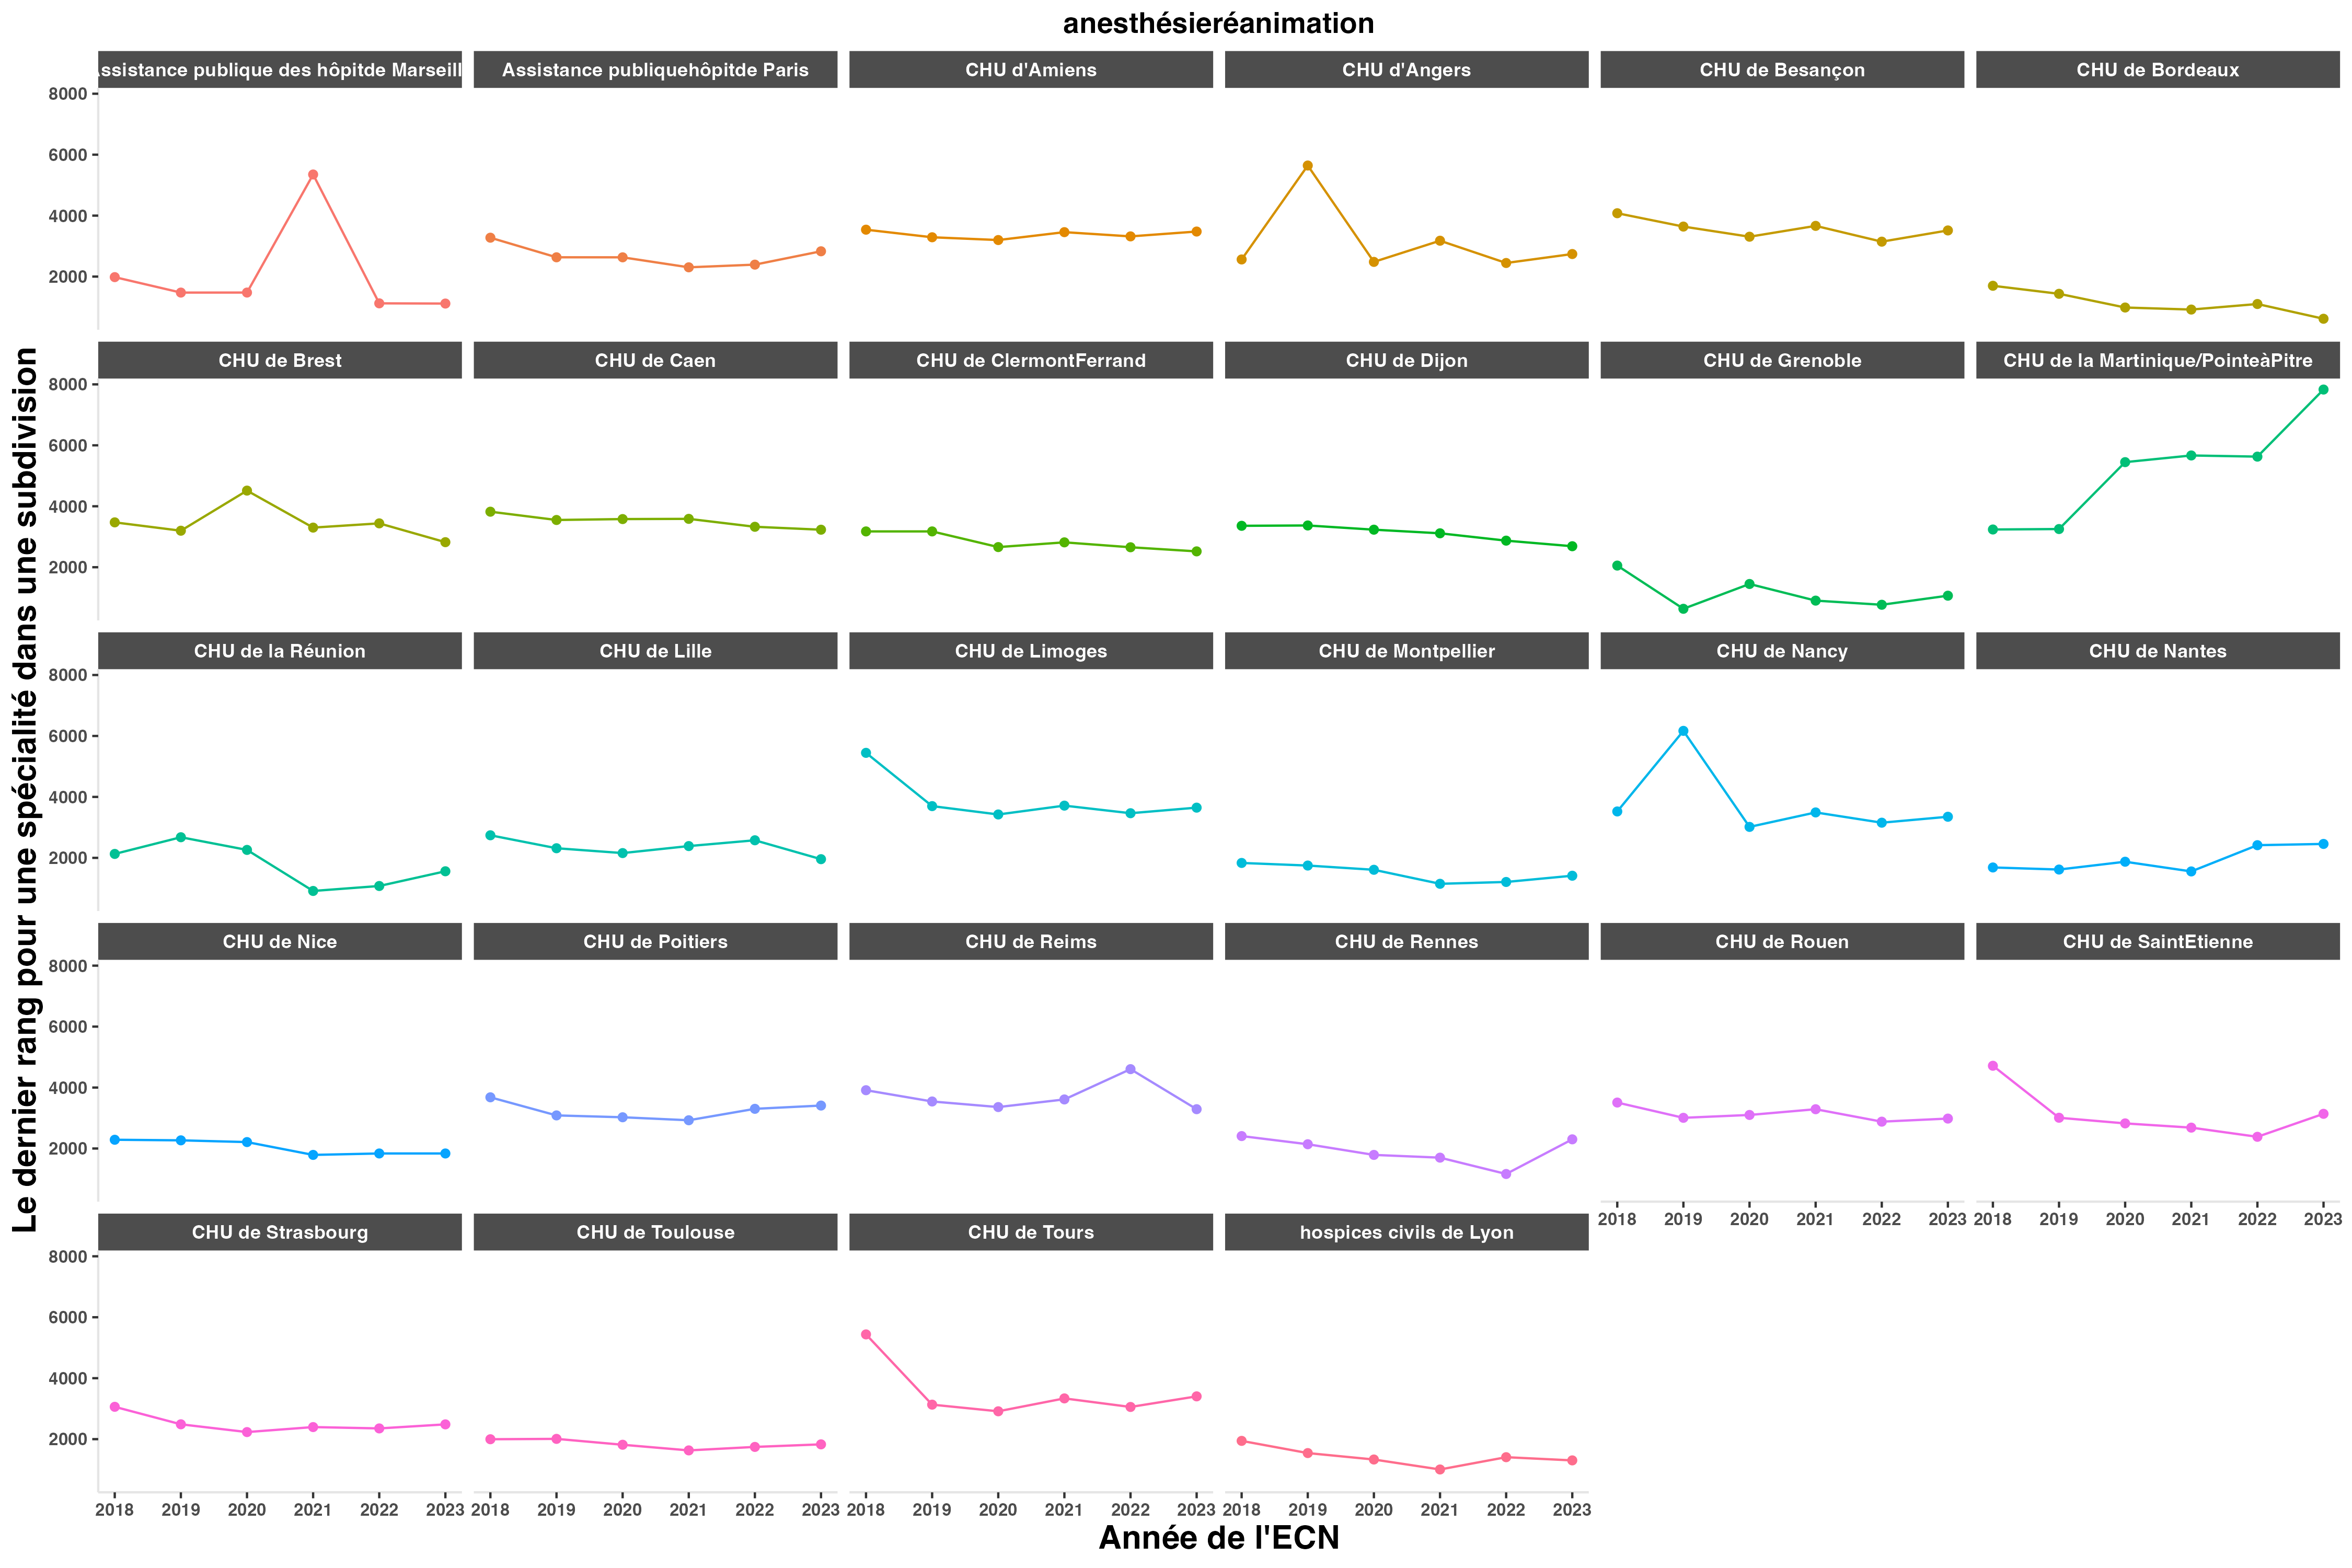 anesthésieréanimation
ssistance publique des hôpitde Marseill
Assistance publiquehôpitde Paris
CHU d'Amiens
CHU d'Angers
CHU de Besançon
CHU de Bordeaux
8000
6000
4000
2000
CHU de Brest
CHU de Caen
CHU de ClermontFerrand
CHU de Dijon
CHU de Grenoble
CHU de la Martinique/PointeàPitre
8000
6000
4000
2000
Le dernier rang pour une spécialité dans une subdivision
CHU de la Réunion
CHU de Lille
CHU de Limoges
CHU de Montpellier
CHU de Nancy
CHU de Nantes
8000
6000
4000
2000
CHU de Nice
CHU de Poitiers
CHU de Reims
CHU de Rennes
CHU de Rouen
CHU de SaintEtienne
8000
6000
4000
2000
2018 2019 2020 2021 2022 2023
2018 2019 2020 2021 2022 2023
CHU de Strasbourg
CHU de Toulouse
CHU de Tours
hospices civils de Lyon
8000
6000
4000
2000
2018 2019 2020 2021 2022 2023
2018 2019 2020 2021 2022 2023
2018 2019 2020 2021 2022 2023
2018 2019 2020 2021 2022 2023
Année de l'ECN